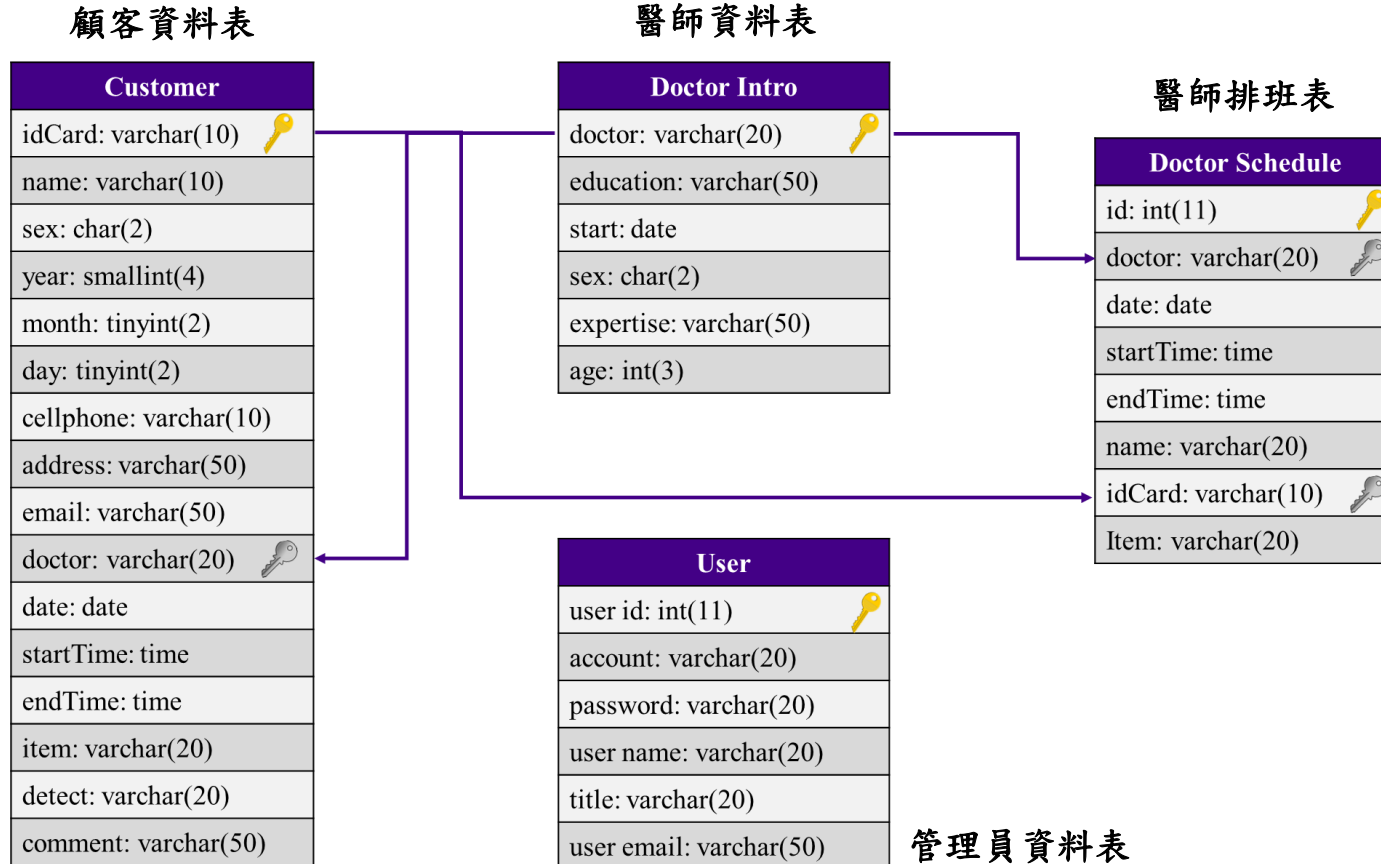 顧客資料表
Customer
idCard: varchar(10)
name: varchar(10)
sex: char(2)
year: smallint(4)
month: tinyint(2)
day: tinyint(2)
cellphone: varchar(10)
address: varchar(50)
email: varchar(50)
doctor: varchar(20)
date: date
startTime: time
endTime: time
item: varchar(20)
detect: varchar(20)
comment: varchar(50)
醫師資料表
Doctor Intro
doctor: varchar(20)
education: varchar(50)
start: date
sex: char(2)
expertise: varchar(50)
age: int(3)
醫師排班表
Doctor Schedule
id: int(11)
doctor: varchar(20)
date: date
startTime: time
endTime: time
name: varchar(20)
idCard: varchar(10)
Item: varchar(20)
User
user id: int(11)
account: varchar(20)
password: varchar(20)
user name: varchar(20)
title: varchar(20)
user email: varchar(50)
管理員資料表